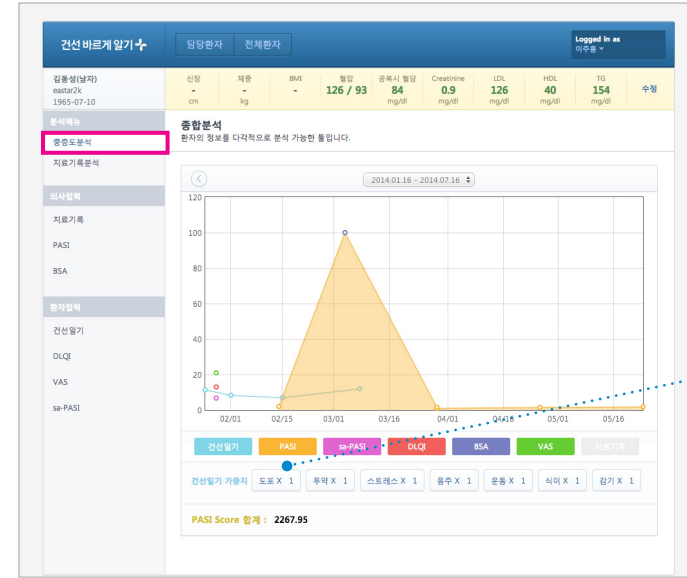 건선 바르게 알기
담당환자 전체환자
Logged in as
이주흥
김동성(남자)
eastar2k
1965-07-10
신장 체중 BMI 혈압 공복시 혈당 Creatinine LDL HDL TG
- - - 126 / 93 84 0.9 126 40 154 수정
cm kg mg/dl mg/dl mg/dl mg/dl mg/dl
분석메뉴
중증도분석
치료기록분석
의사입력
치료기록
PASI
BSA
환자입력
건선일기
DLQI
VAS
sa-PASI
종합분석
환자의 정보를 다각적으로 분석 가능한 툴입니다.
2014.01.16 - 2014.07.16
120
100
80
60
40
20
0
02/01 02/15 03/01 03/16 04/01 04/16 05/01 05/16
건선일기 PASI sa-PASI DLQI BSA VAS 치료기록
건선일기 가중치 도포 X 1 투약 X 1 스트레스 X 1 음주 X 1 운동 X 1 식이 X 1 감기 X 1
PASI Score 합계 : 2267.95